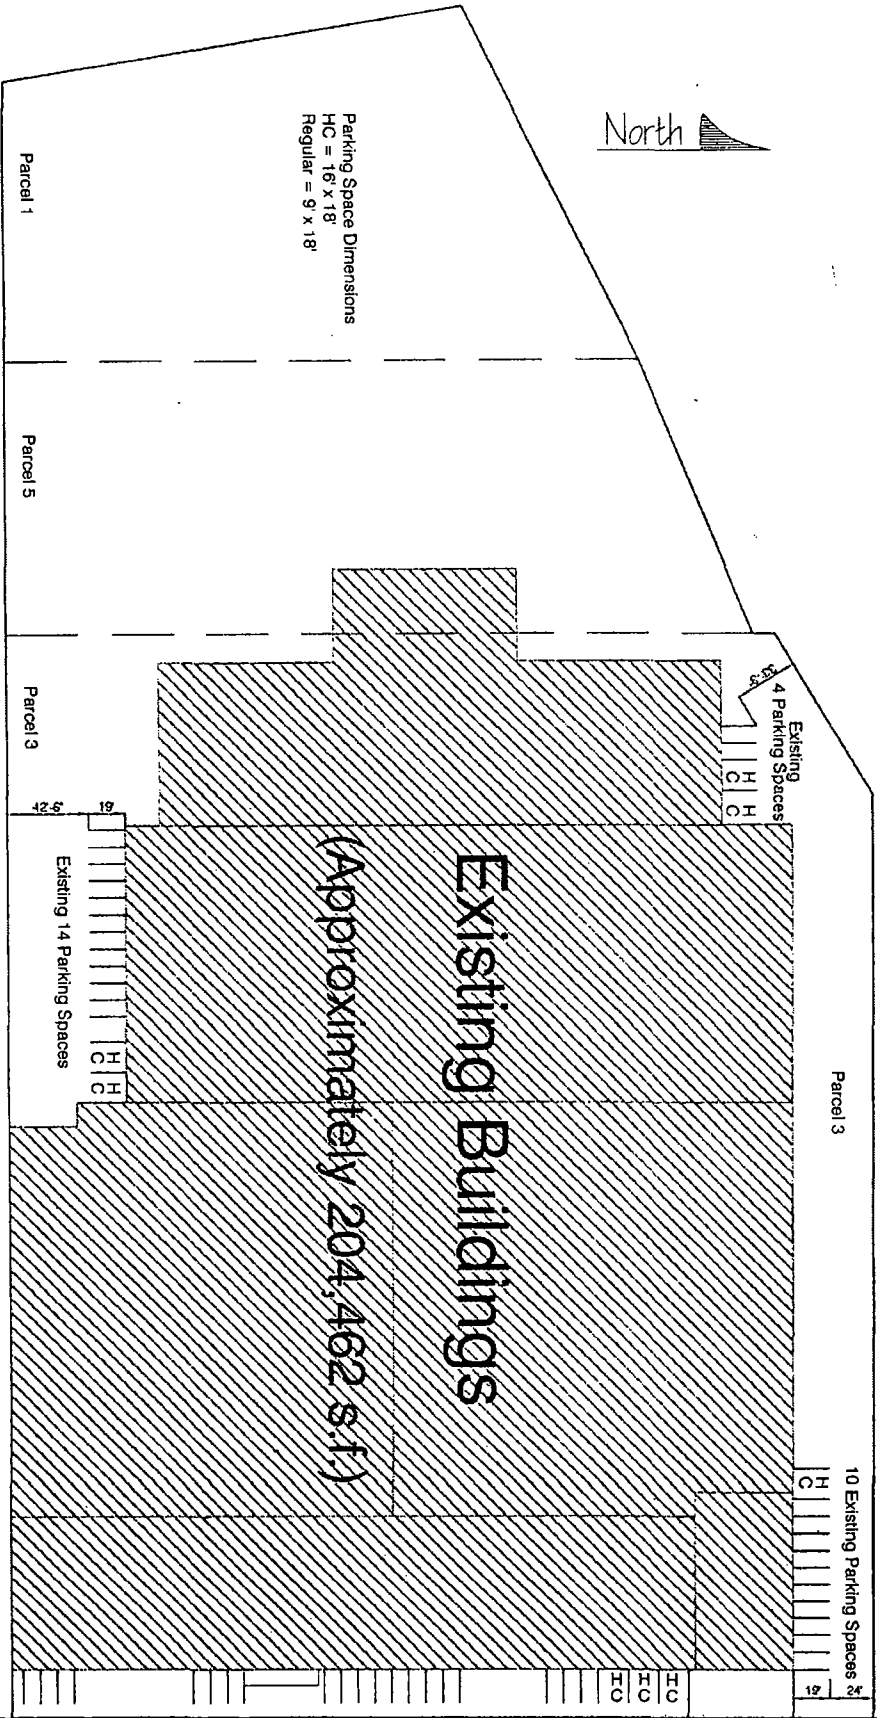 North
Parking Space Dimensions
HC = 16' x 18'
Regular = 9' x 18'
Parcel 1
Parcel 5
Parcel 3
Existing
4 Parking Spaces
H C
H C
42'-6"
19'
Existing 14 Parking Spaces
H C
H C
Existing Buildings
(Approximately 204,462 s.f.)
Parcel 3
10 Existing Parking Spaces
H C
19'
24'
H C
H C
H C